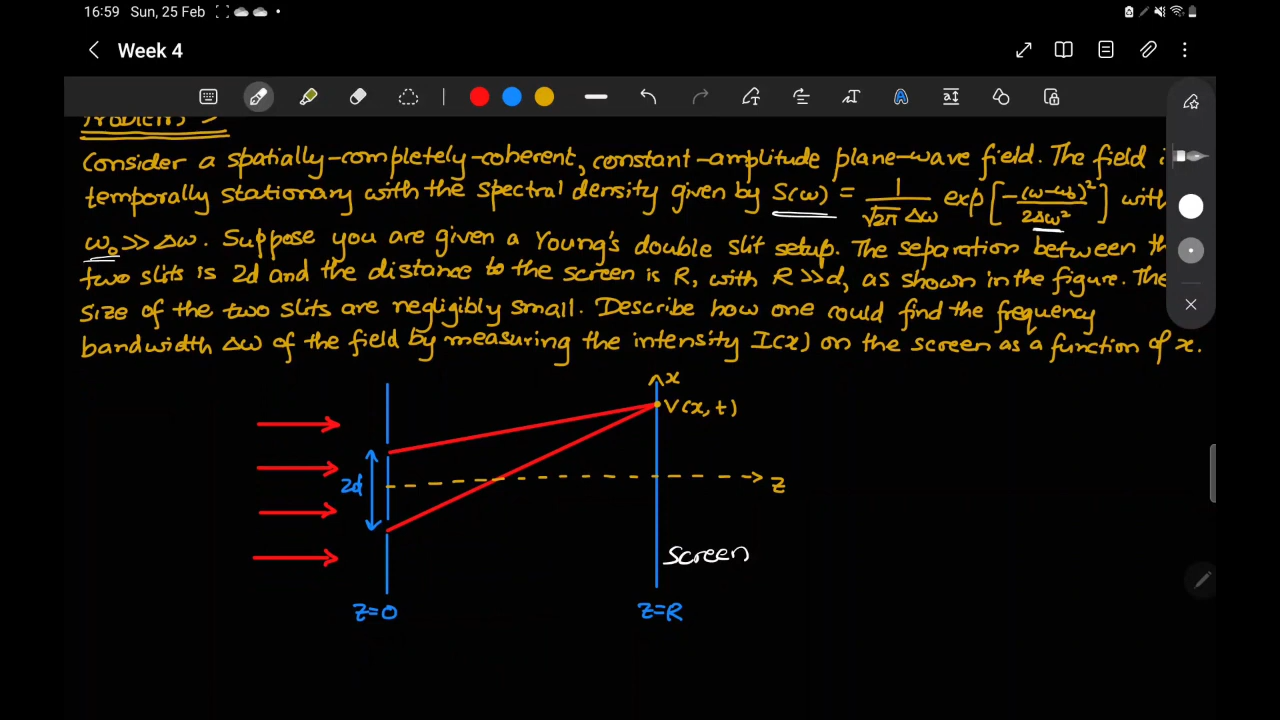 16:59 Sun, 25 Feb
Week 4
Problem :-
Consider a spatially-completely-coherent, constant-amplitude plane-wave field. The field i
temporally stationary with the spectral density given by S(ω) = 1/(√2π Δω) exp[-(ω-ω₀)²/2Δω²] with
ω₀ >> Δω. Suppose you are given a Young's double slit setup. The separation between th
two slits is 2d and the distance to the screen is R, with R>>d, as shown in the figure. The
size of the two slits are negligibly small. Describe how one could find the frequency
bandwidth Δω of the field by measuring the intensity I(x) on the screen as a function of x.
x
V(x,t)
2d
z
Screen
z=0
z=R